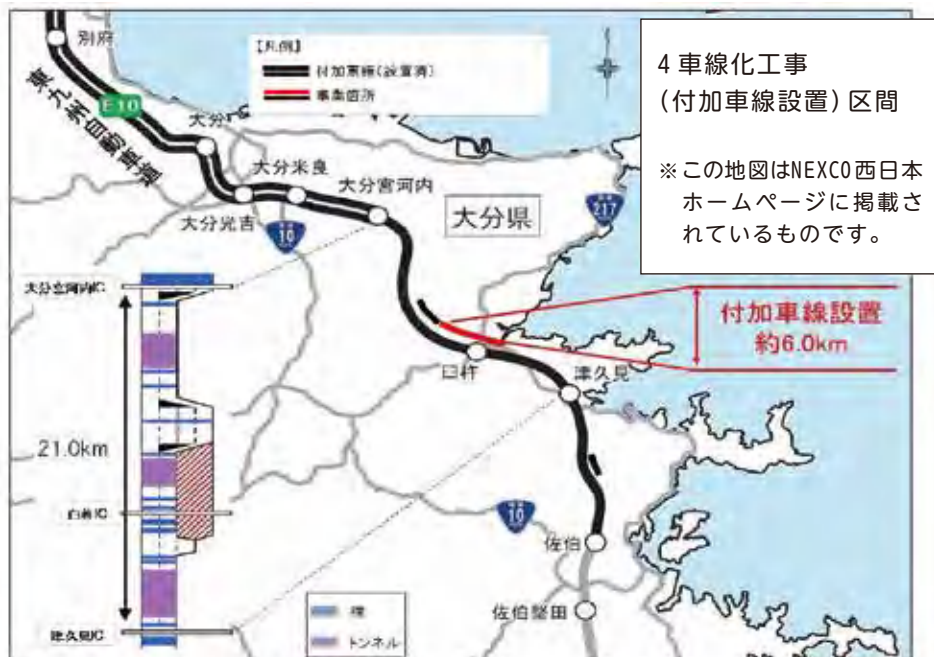 別府
【凡例】
付加車線(設置済)
事業箇所
4車線化工事
(付加車線設置)区間
※この地図はNEXCO西日本
ホームページに掲載さ
れているものです。
E10
東九州自動車道
大分
大分米良
大分宮河内
大分光吉
10
大分県
217
大分宮河内IC
付加車線設置
約6.0km
臼杵
津久見
21.0km
臼杵IC
10
佐伯
佐伯堅田
橋
トンネル
津久見IC